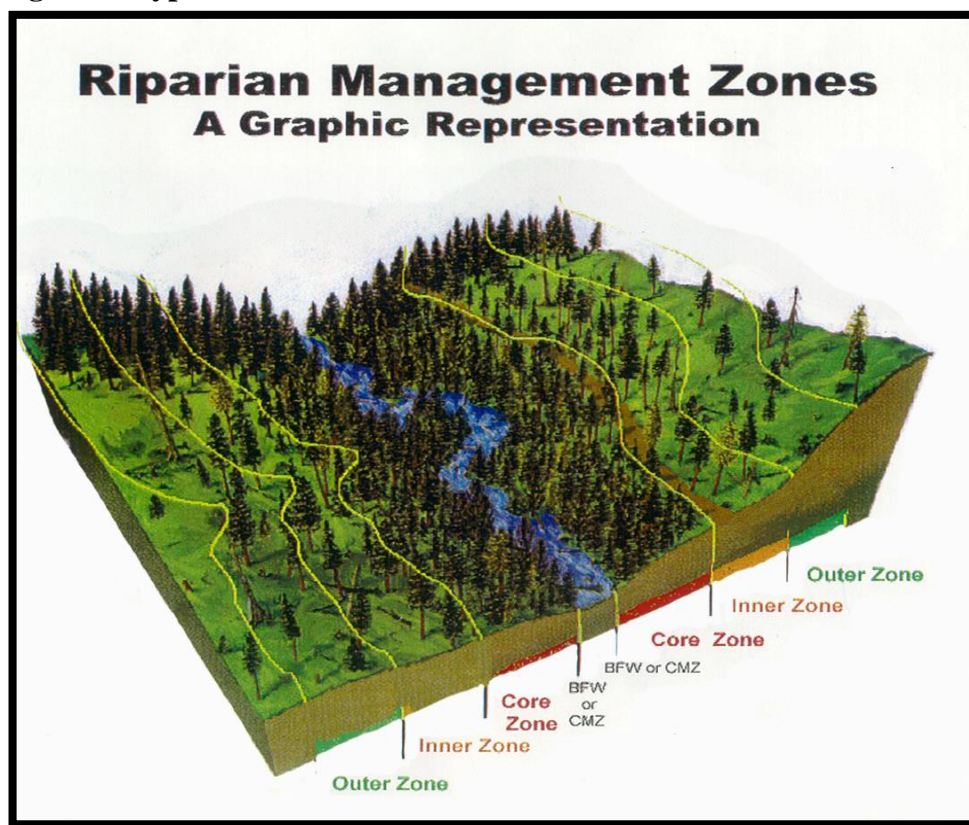 Riparian Management Zones
A Graphic Representation
Outer Zone
Inner Zone
Core Zone
BFW or CMZ
BFW
or
CMZ
Core
Zone
Inner Zone
Outer Zone